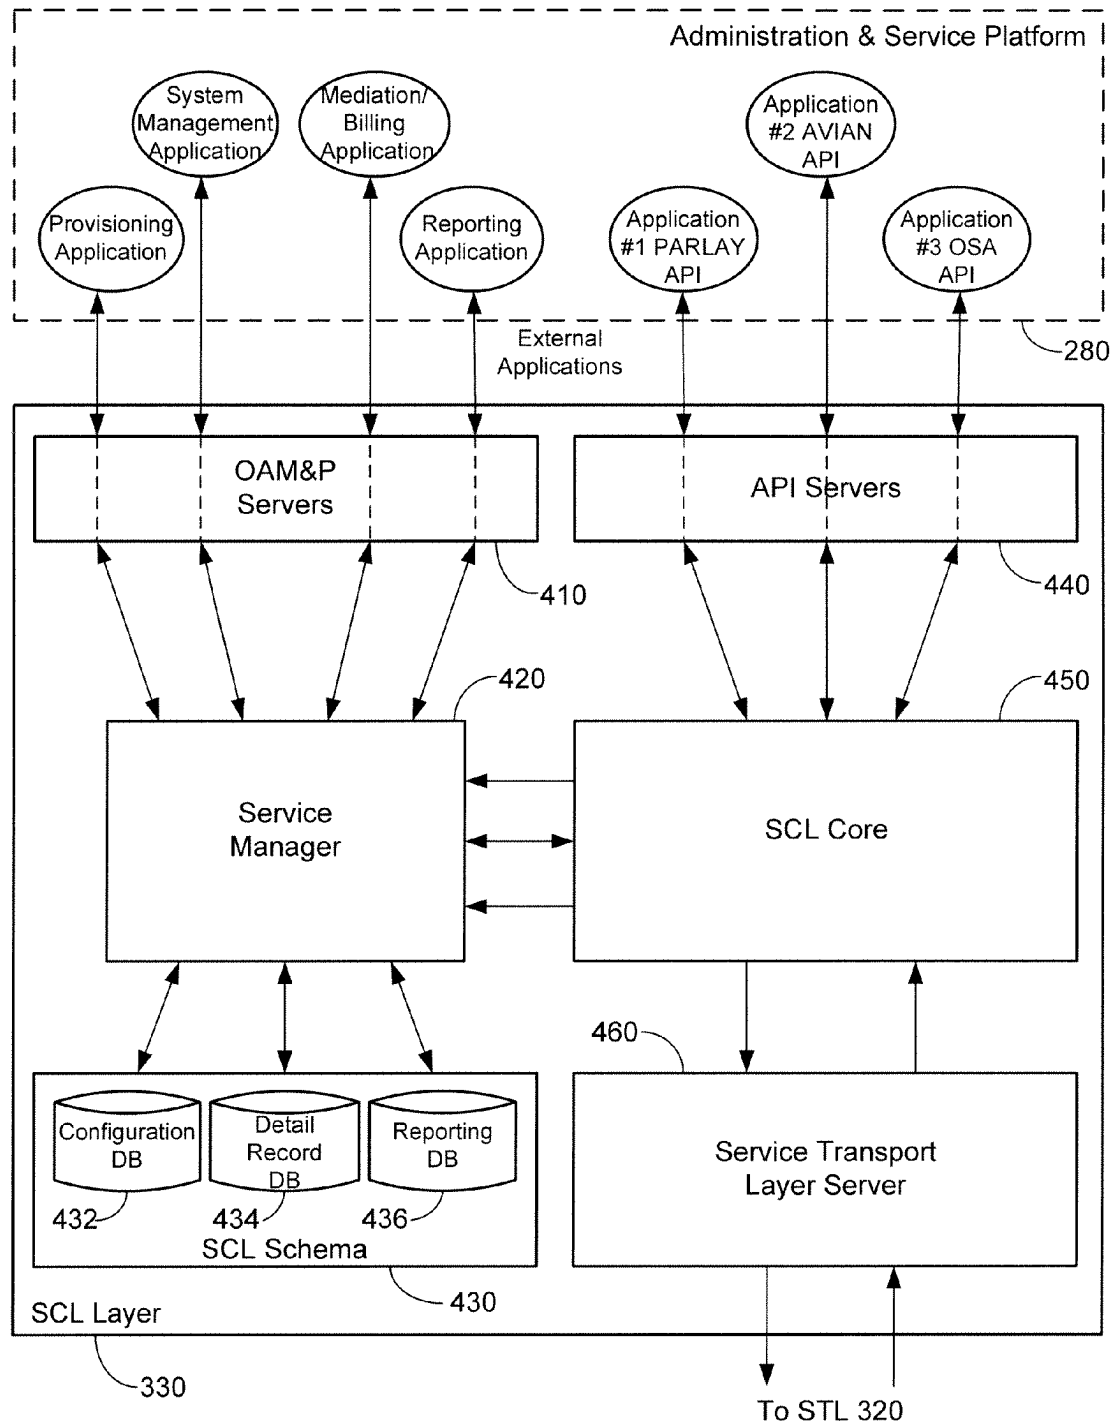 Administration & Service Platform
System
Management
Application
Mediation/
Billing
Application
Application
#2 AVIAN
API
Provisioning
Application
Reporting
Application
Application
#1 PARLAY
API
Application
#3 OSA
API
External
Applications
280
OAM&P
Servers
API Servers
410
440
420
450
Service
Manager
SCL Core
460
Configuration
DB
Detail
Record
DB
Reporting
DB
432
434
436
SCL Schema
Service Transport
Layer Server
430
SCL Layer
330
To STL 320